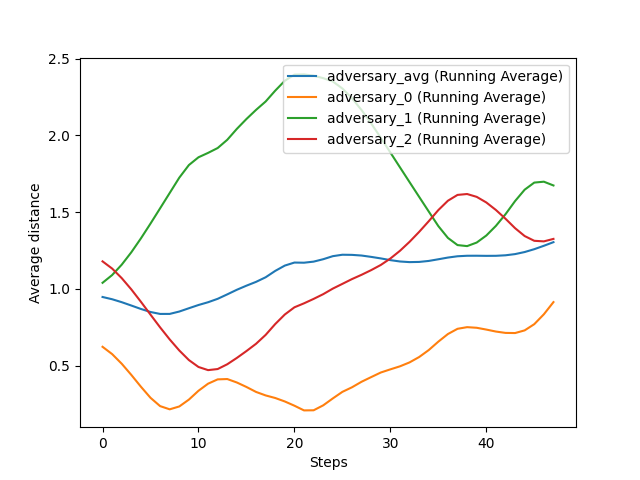 2.5
2.0
1.5
1.0
0.5
Average distance
adversary_avg (Running Average)
adversary_0 (Running Average)
adversary_1 (Running Average)
adversary_2 (Running Average)
0 10 20 30 40
Steps